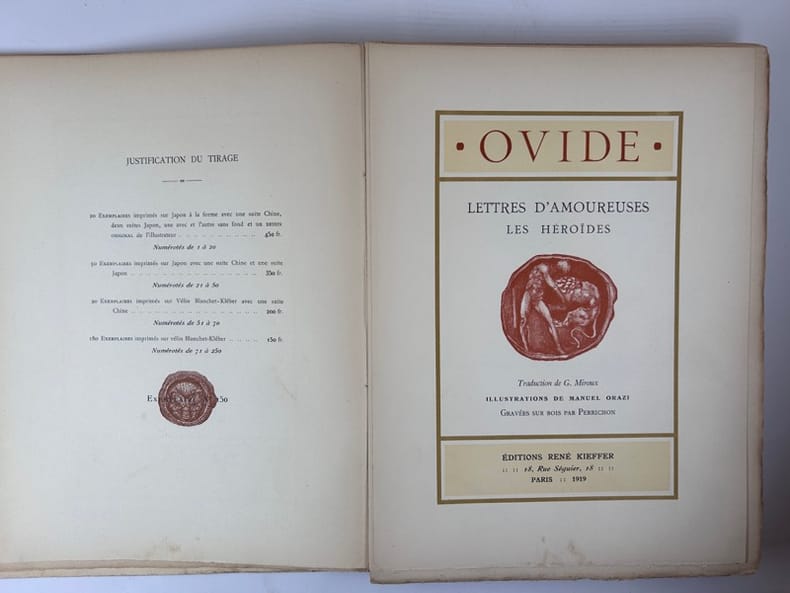 JUSTIFICATION DU TIRAGE
20 EXEMPLAIRES imprimés sur Japon à la forme avec une suite Chine,
deux suites Japon, une avec et l'autre sans fond et un DESSIN
ORIGINAL de l'illustrateur . . . . . . . . . . . . 450 fr.
Numérotés de 1 à 20
30 EXEMPLAIRES imprimés sur Japon avec une suite Chine et une suite
Japon . . . . . . . . . . . . . . . . . . . . 350 fr.
Numérotés de 21 à 50
20 EXEMPLAIRES imprimés sur Vélin Blanchet-Kléber avec une suite
Chine . . . . . . . . . . . . . . . . . . . . 200 fr.
Numérotés de 51 à 70
180 EXEMPLAIRES imprimés sur vélin Blanchet-Kléber . . . . . . 150 fr.
Numérotés de 71 à 250
• OVIDE •
LETTRES D'AMOUREUSES
LES HÉROÏDES
Traduction de G. Miroux
ILLUSTRATIONS DE MANUEL ORAZI
GRAVÉES SUR BOIS PAR PERRICHON
ÉDITIONS RENÉ KIEFFER
:: :: 18, Rue Séguier, 18 :: ::
PARIS :: 1919